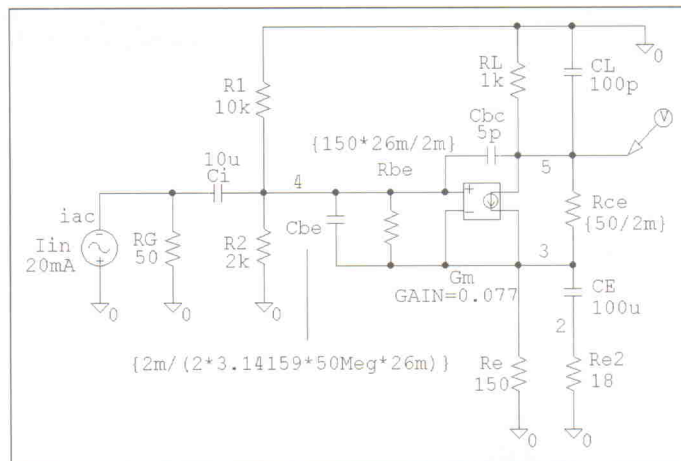 0
RL
1k
CL
100p
R1
10k
Cbc
5p
V
{150*26m/2m}
10u
Ci
4
Rbe
5
iac
Iin
20mA
RG
50
R2
2k
Cbe
+
-
Rce
{50/2m}
3
Gm
GAIN=0.077
CE
100u
2
0
0
0
{2m/(2*3.14159*50Meg*26m)}
Re
150
Re2
18
0
0